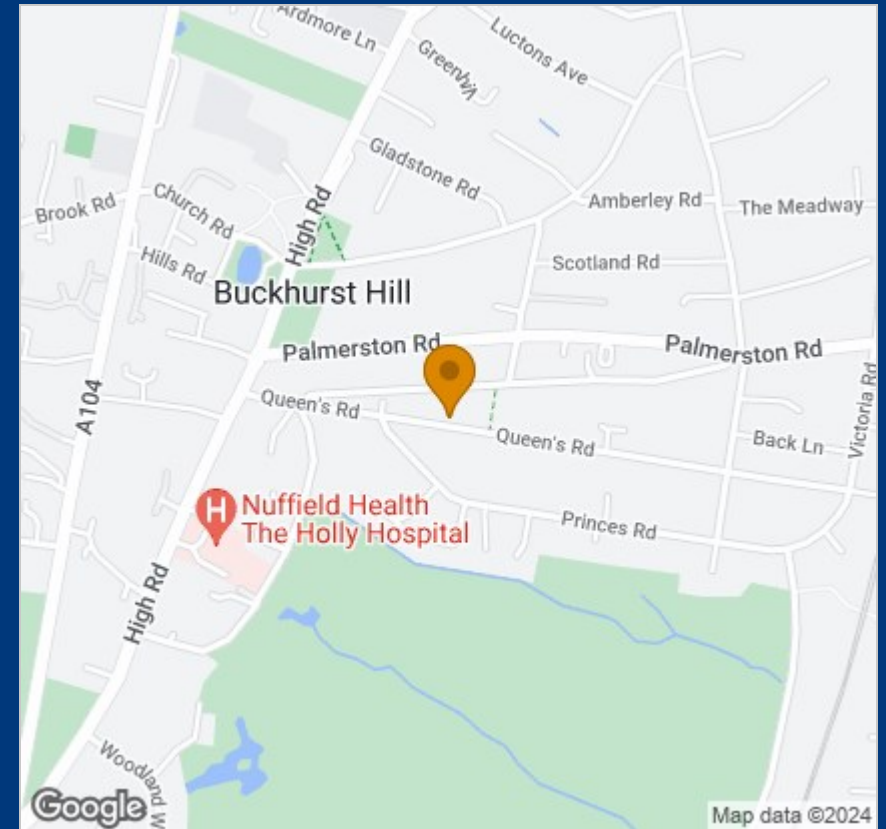 Ardmore Ln
Luctons Ave
Greenhill
Gladstone Rd
Brook Rd
Church Rd
High Rd
Amberley Rd
The Meadway
Hills Rd
Scotland Rd
Buckhurst Hill
Palmerston Rd
Palmerston Rd
A104
Queen's Rd
Queen's Rd
Back Ln
Victoria Rd
H
Nuffield Health
The Holly Hospital
Princes Rd
High Rd
Woodland W
Google
Map data ©2024